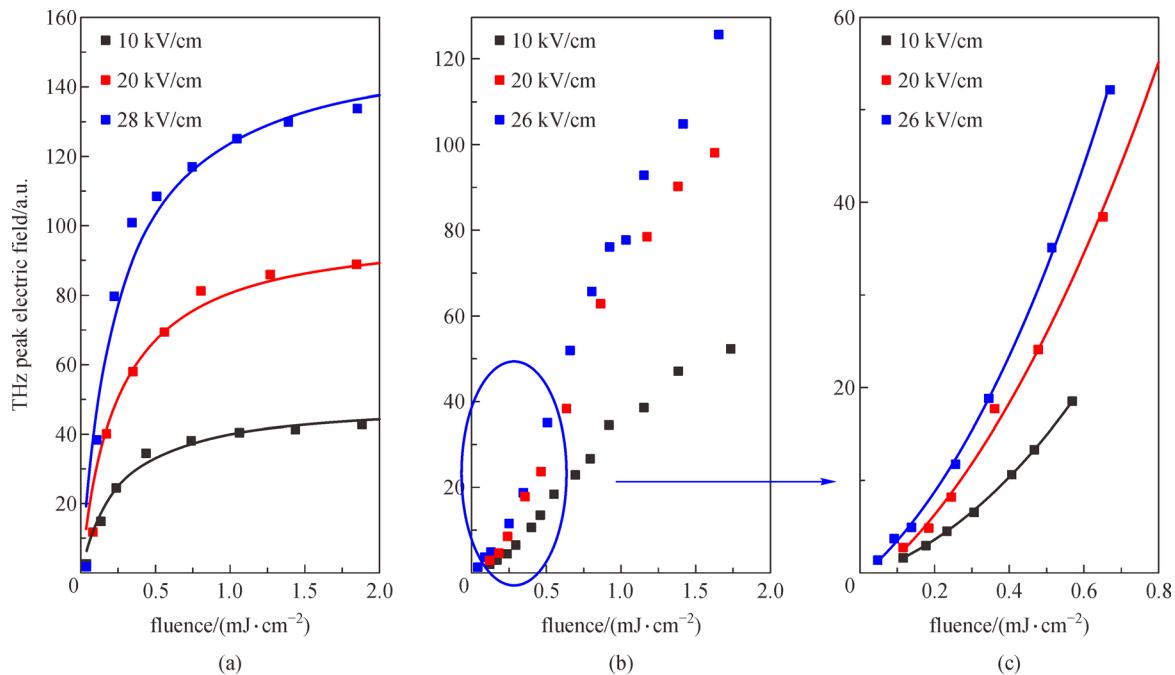 THz peak electric field/a.u.
160
140
120
100
80
60
40
20
0
0.5
1.0
1.5
2.0
10 kV/cm
20 kV/cm
28 kV/cm
fluence/(mJ·cm⁻²)
(a)
120
100
80
60
40
20
0
0.5
1.0
1.5
2.0
10 kV/cm
20 kV/cm
26 kV/cm
fluence/(mJ·cm⁻²)
(b)
60
40
20
0
0.2
0.4
0.6
0.8
10 kV/cm
20 kV/cm
26 kV/cm
fluence/(mJ·cm⁻²)
(c)